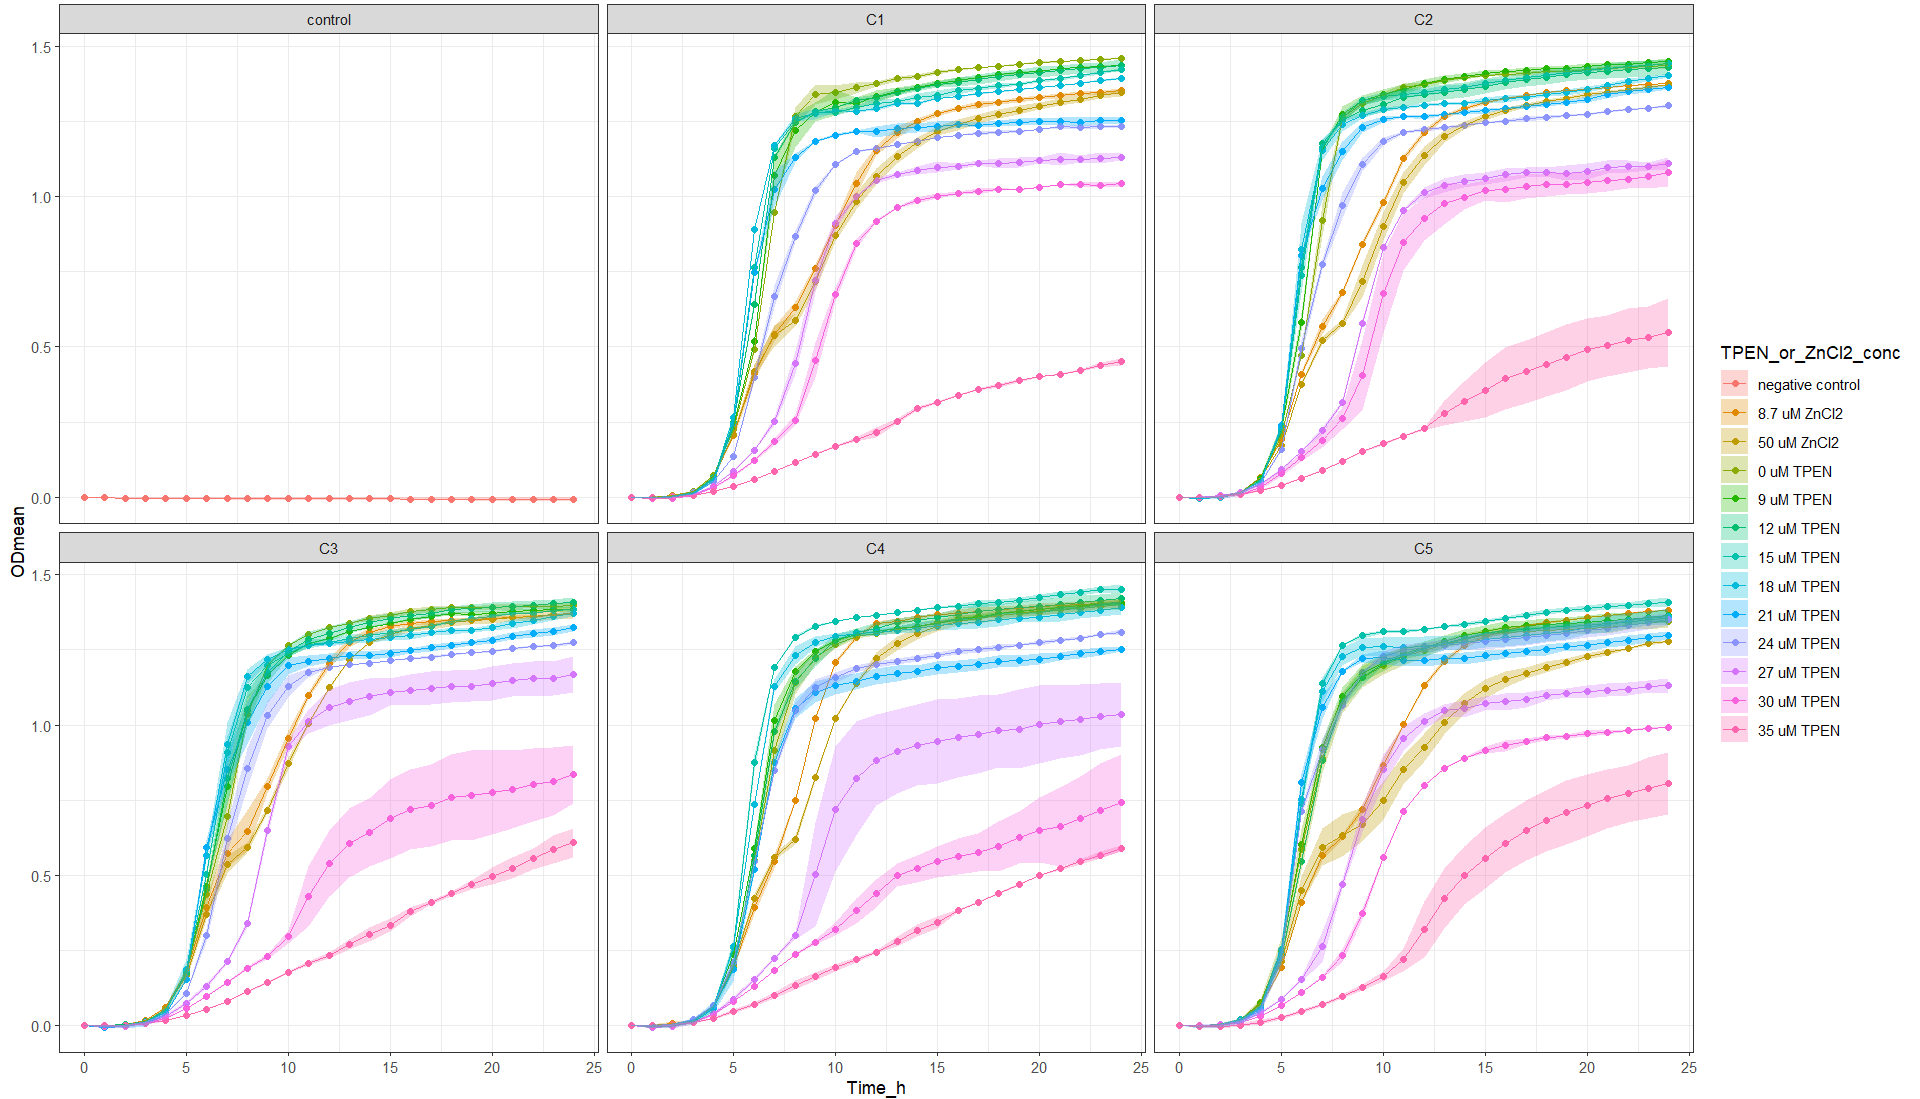 control
C1
C2
1.5
1.0
0.5
0.0
C3
C4
C5
1.5
1.0
0.5
0.0
0 5 10 15 20 25
0 5 10 15 20 25
0 5 10 15 20 25
Time_h
ODmean
TPEN_or_ZnCl2_conc
negative control
8.7 uM ZnCl2
50 uM ZnCl2
0 uM TPEN
9 uM TPEN
12 uM TPEN
15 uM TPEN
18 uM TPEN
21 uM TPEN
24 uM TPEN
27 uM TPEN
30 uM TPEN
35 uM TPEN